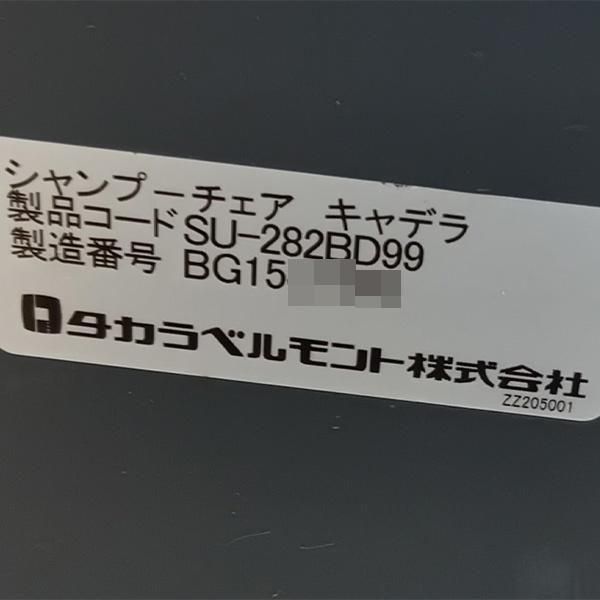 シャンプーチェア キャデラ
製品コード SU-282BD99
製造番号 BG15
タカラベルモント株式会社
ZZ205001